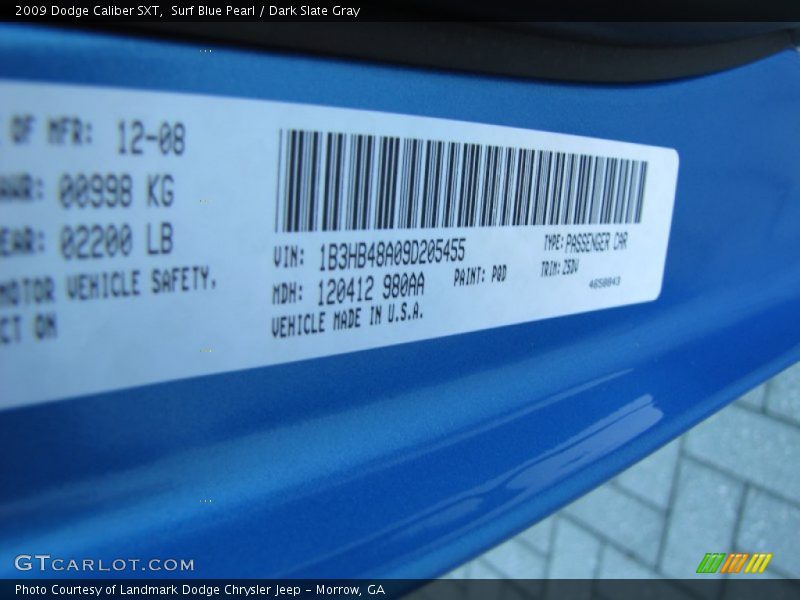 2009 Dodge Caliber SXT,  Surf Blue Pearl / Dark Slate Gray
OF MFR: 12-08
00998 KG
02200 LB
MOTOR VEHICLE SAFETY,
CT ON
VIN: 1B3HB48A09D205455
MDH: 120412 980AA
PAINT: PQD
VEHICLE MADE IN U.S.A.
TYPE: PASSENGER CAR
TRIM: Z5DV
4658043
GTCARLOT.COM
Photo Courtesy of Landmark Dodge Chrysler Jeep - Morrow, GA